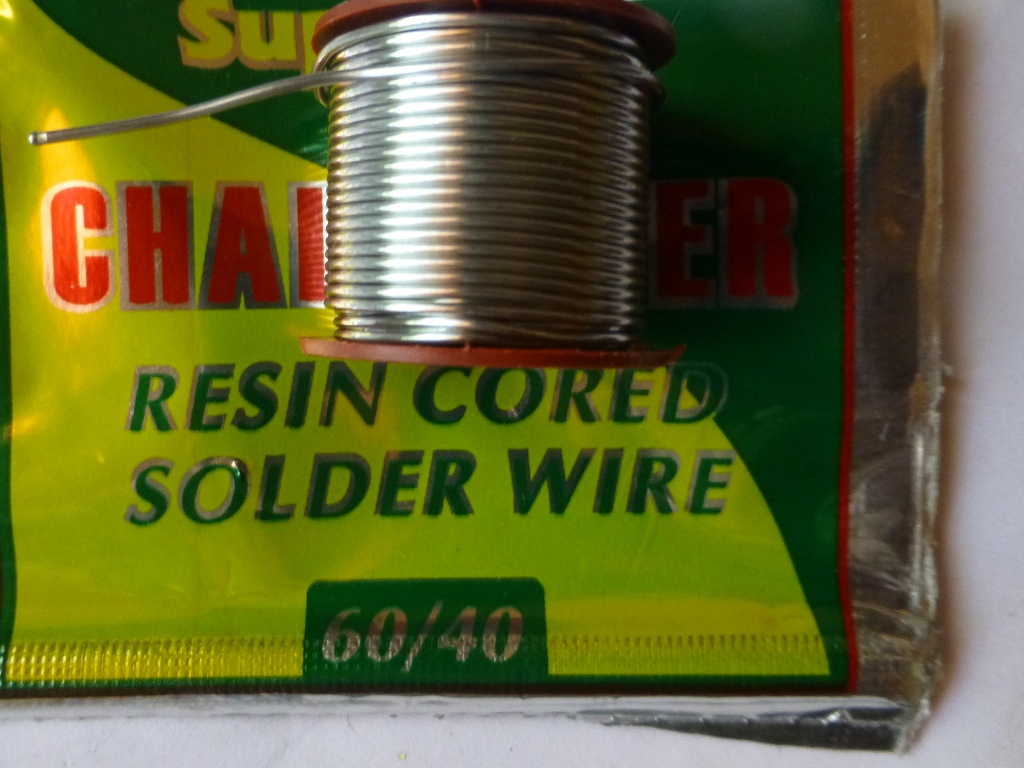 RESIN CORED
SOLDER WIRE
60/40